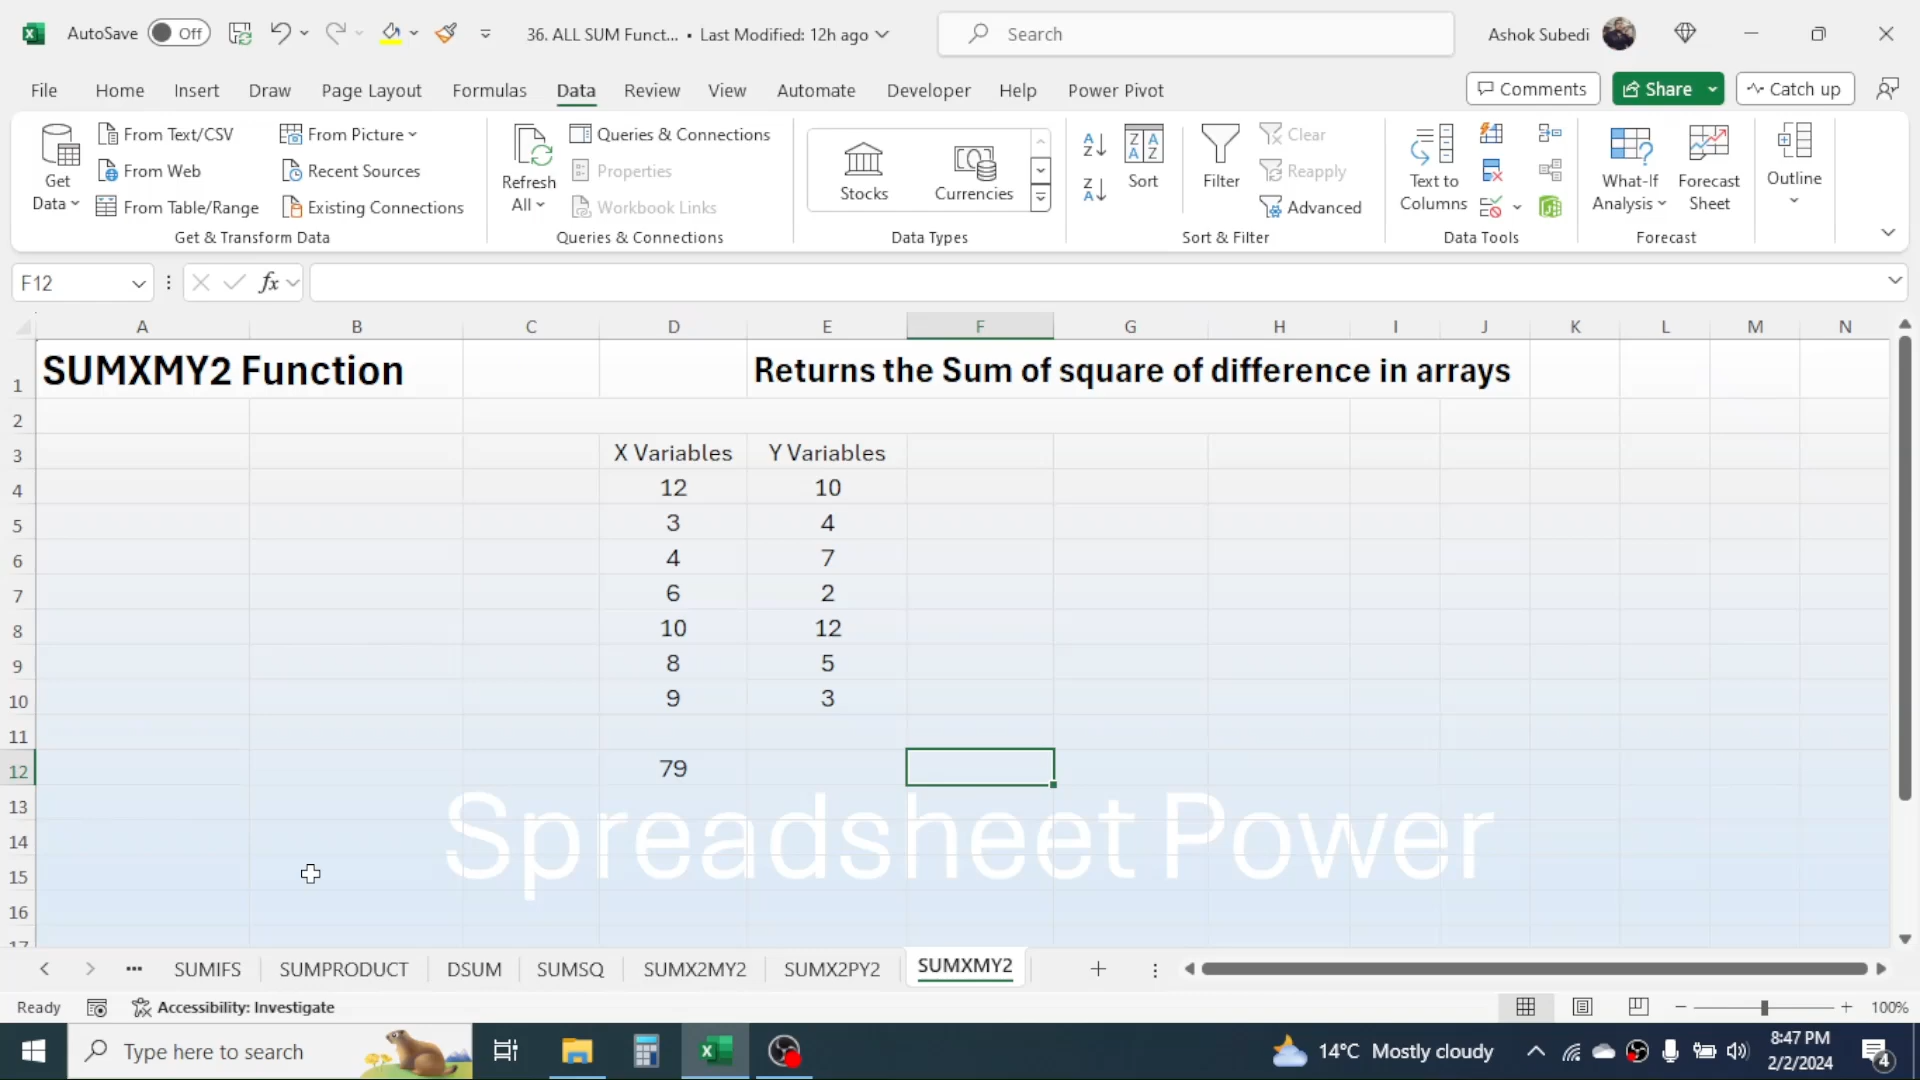 AutoSave Off 36. ALL SUM Funct... • Last Modified: 12h ago Search Ashok Subedi
File Home Insert Draw Page Layout Formulas Data Review View Automate Developer Help Power Pivot Comments Share Catch up
Get Data
From Text/CSV
From Web
From Table/Range
From Picture
Recent Sources
Existing Connections
Get & Transform Data
Refresh All
Queries & Connections
Properties
Workbook Links
Queries & Connections
Stocks Currencies
Data Types
Sort
Filter
Clear
Reapply
Advanced
Sort & Filter
Text to Columns
Data Tools
What-If Analysis
Forecast Sheet
Forecast
Outline
F12 fx
A B C D E F G H I J K L M N
1 SUMXMY2 Function Returns the Sum of square of difference in arrays
2
3 X Variables Y Variables
4 12 10
5 3 4
6 4 7
7 6 2
8 10 12
9 8 5
10 9 3
11
12 79
13
14
15
16
17
Spreadsheet Power
... SUMIFS SUMPRODUCT DSUM SUMSQ SUMX2MY2 SUMX2PY2 SUMXMY2
Ready Accessibility: Investigate 100%
Type here to search 14°C Mostly cloudy 8:47 PM
2/2/2024
4